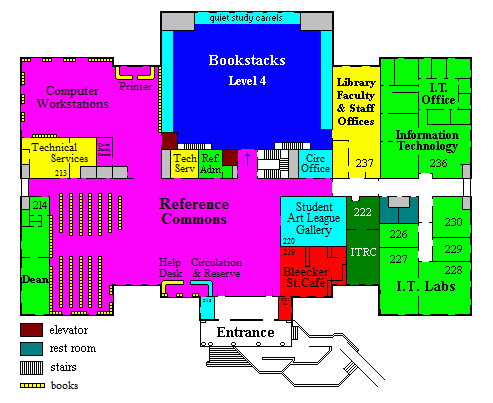 quiet study carrels
Bookstacks
Level 4
Computer
Workstations
Printer
Library
Faculty
& Staff
Offices
237
I.T.
Office
Information
Technology
236
Technical
Services
213
Tech
Serv
Ref.
Adm.
Circ
Office
214
Dean
Reference
Commons
Student
Art League
Gallery
220
222
ITRC
219
Bleecker
St. Café
226
227
230
229
228
I.T. Labs
Help
Desk
Circulation
& Reserve
Entrance
elevator
rest room
stairs
books